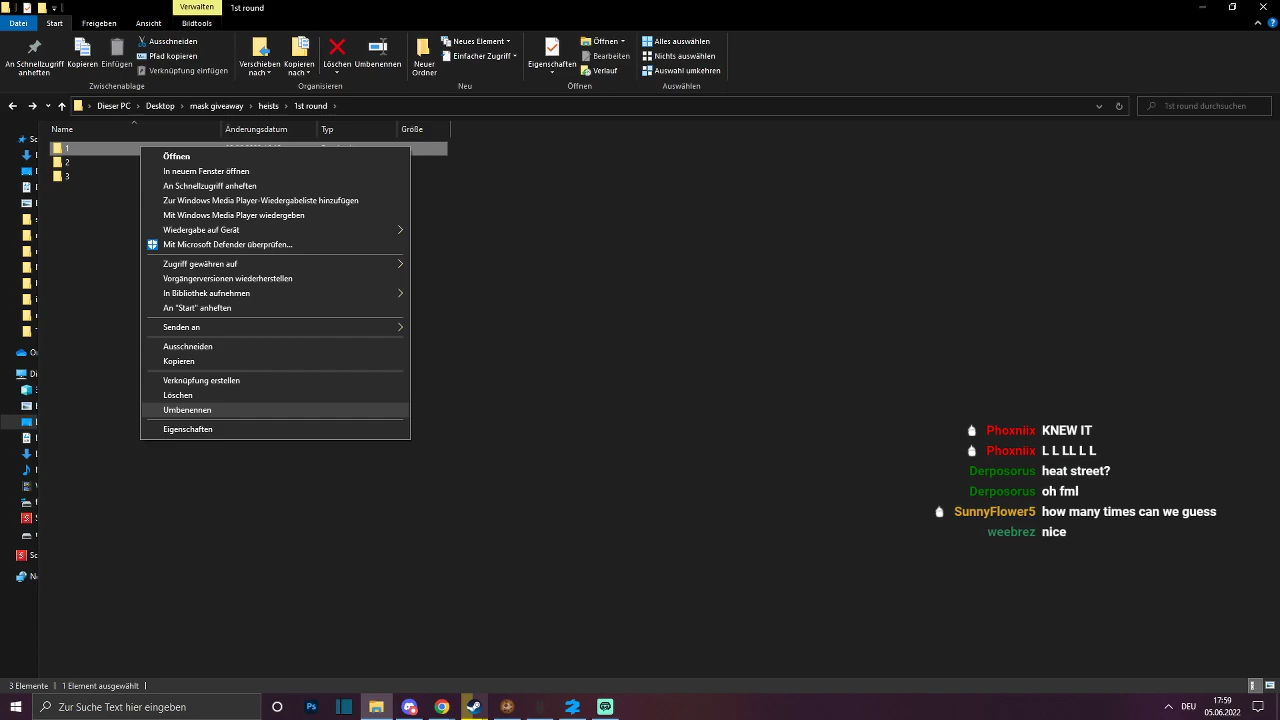 Verwalten
1st round
Datei
Start
Freigeben
Ansicht
Bildtools
An Schnellzugriff anheften
Kopieren
Einfügen
Ausschneiden
Pfad kopieren
Verknüpfung einfügen
Zwischenablage
Verschieben nach
Kopieren nach
Löschen
Umbenennen
Organisieren
Neuer Ordner
Neues Element
Einfacher Zugriff
Neu
Eigenschaften
Öffnen
Bearbeiten
Verlauf
Öffnen
Alles auswählen
Nichts auswählen
Auswahl umkehren
Auswählen
Dieser PC
Desktop
mask giveaway
heists
1st round
1st round durchsuchen
Name
Änderungsdatum
Typ
Größe
1
2
3
Öffnen
In neuem Fenster öffnen
An Schnellzugriff anheften
Zur Windows Media Player-Wiedergabeliste hinzufügen
Mit Windows Media Player wiedergeben
Wiedergabe auf Gerät
Mit Microsoft Defender überprüfen...
Zugriff gewähren auf
Vorgängerversionen wiederherstellen
In Bibliothek aufnehmen
An "Start" anheften
Senden an
Ausschneiden
Kopieren
Verknüpfung erstellen
Löschen
Umbenennen
Eigenschaften
Phoxniix KNEW IT
Phoxniix L L LL L L
Derposorus heat street?
Derposorus oh fml
SunnyFlower5 how many times can we guess
weebrez nice
3 Elemente
1 Element ausgewählt
Zur Suche Text hier eingeben
Ps
DEU
17:59
05.06.2022